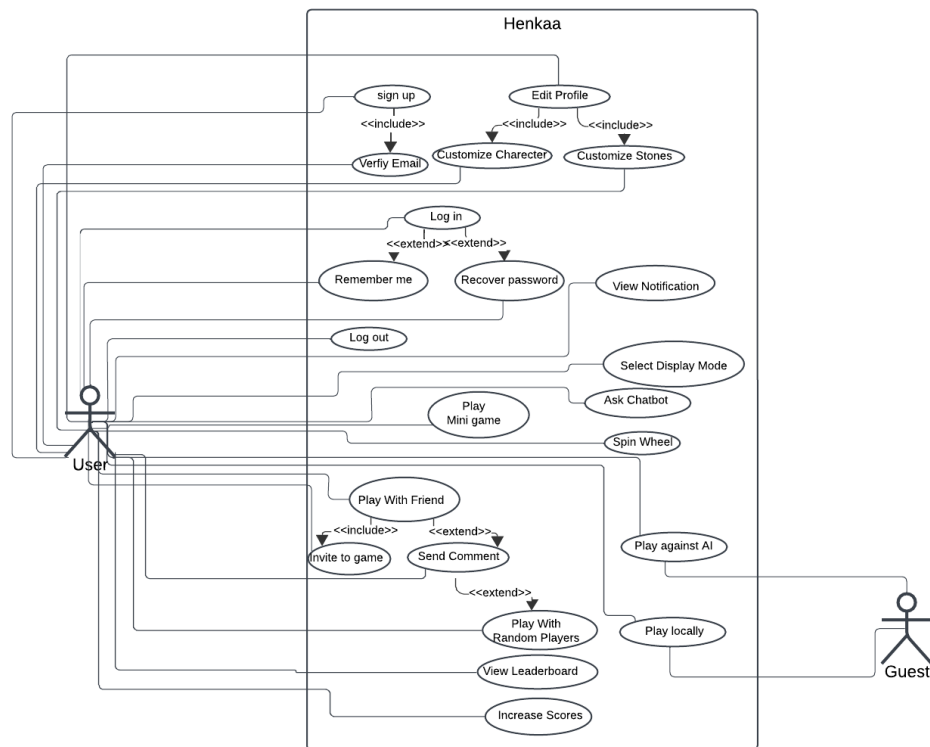 Henkaa
sign up
Edit Profile
<<include>>
<<include>>
<<include>>
Verfiy Email
Customize Charecter
Customize Stones
Log in
<<extend>>
<<extend>>
Remember me
Recover password
View Notification
Log out
Select Display Mode
Ask Chatbot
Play
Mini game
Spin Wheel
User
Play With Friend
<<include>>
<<extend>>
Invite to game
Send Comment
Play against AI
<<extend>>
Play With
Random Players
Play locally
Guest
View Leaderboard
Increase Scores